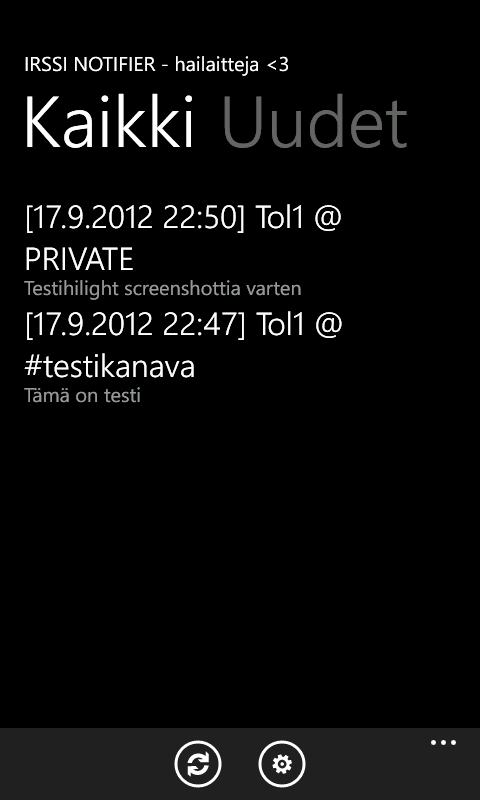 IRSSI NOTIFIER - hailaitteja <3
Kaikki Uudet
[17.9.2012 22:50] Tol1 @
PRIVATE
Testihilight screenshottia varten
[17.9.2012 22:47] Tol1 @
#testikanava
Tämä on testi